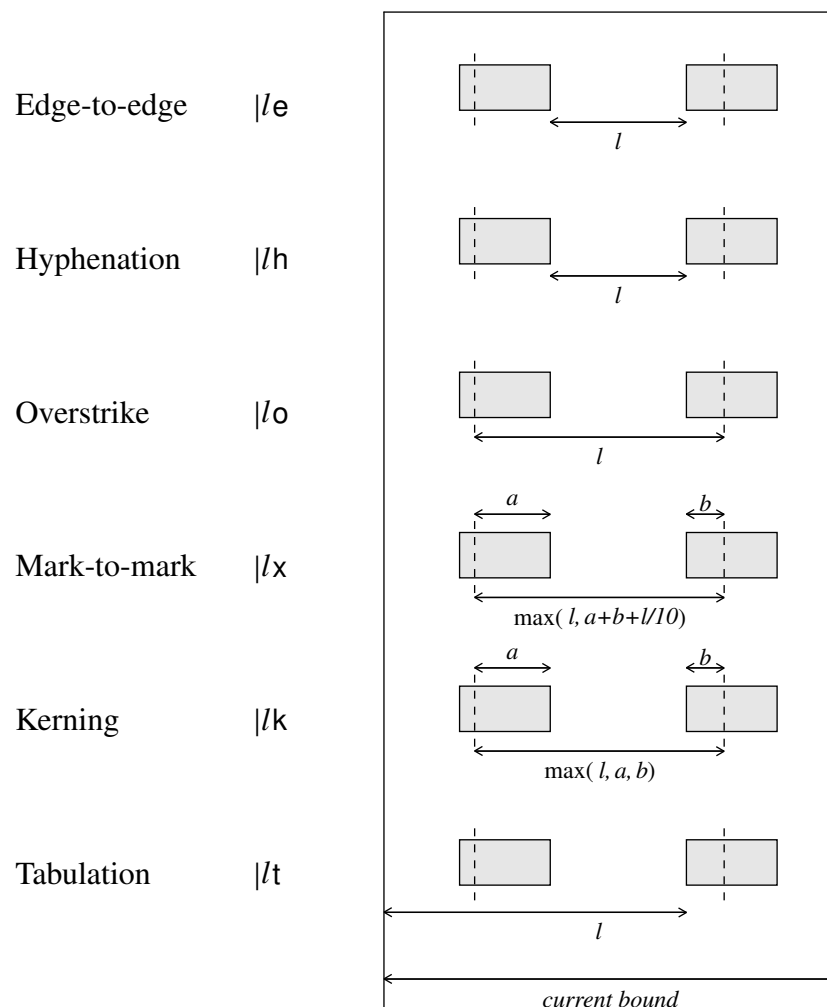 Edge-to-edge |le
l
Hyphenation |lh
l
Overstrike |lo
l
a b
Mark-to-mark |lx
max( l, a+b+l/10)
a b
Kerning |lk
max( l, a, b)
Tabulation |lt
l
current bound